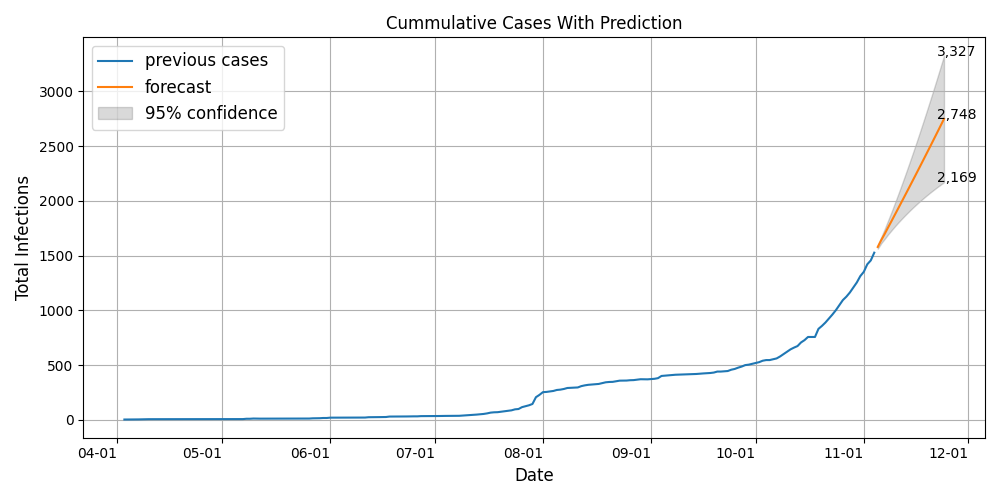 Cummulative Cases With Prediction
previous cases
forecast
95% confidence
3,327
2,748
2,169
Total Infections
3000
2500
2000
1500
1000
500
0
04-01 05-01 06-01 07-01 08-01 09-01 10-01 11-01 12-01
Date